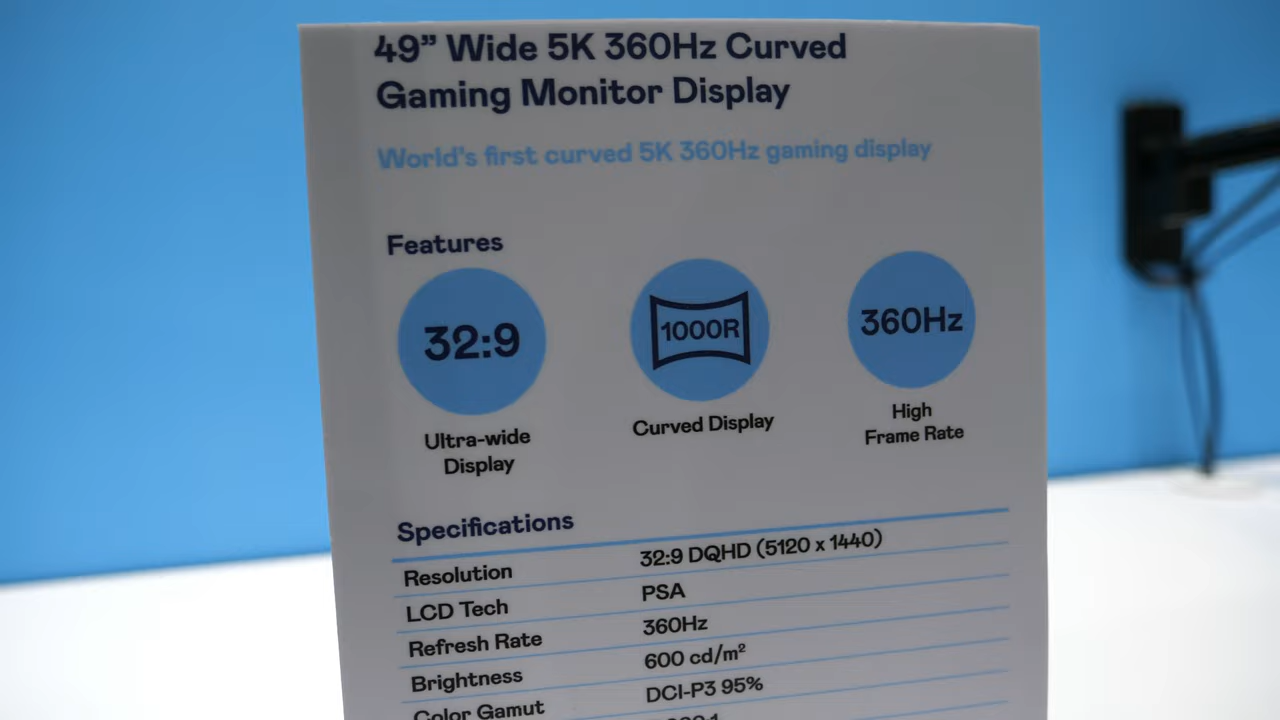 49” Wide 5K 360Hz Curved
Gaming Monitor Display
World's first curved 5K 360Hz gaming display
Features
32:9
1000R
360Hz
Ultra-wide
Display
Curved Display
High
Frame Rate
Specifications
Resolution 32:9 DQHD (5120 x 1440)
LCD Tech PSA
Refresh Rate 360Hz
Brightness 600 cd/m²
Color Gamut DCI-P3 95%